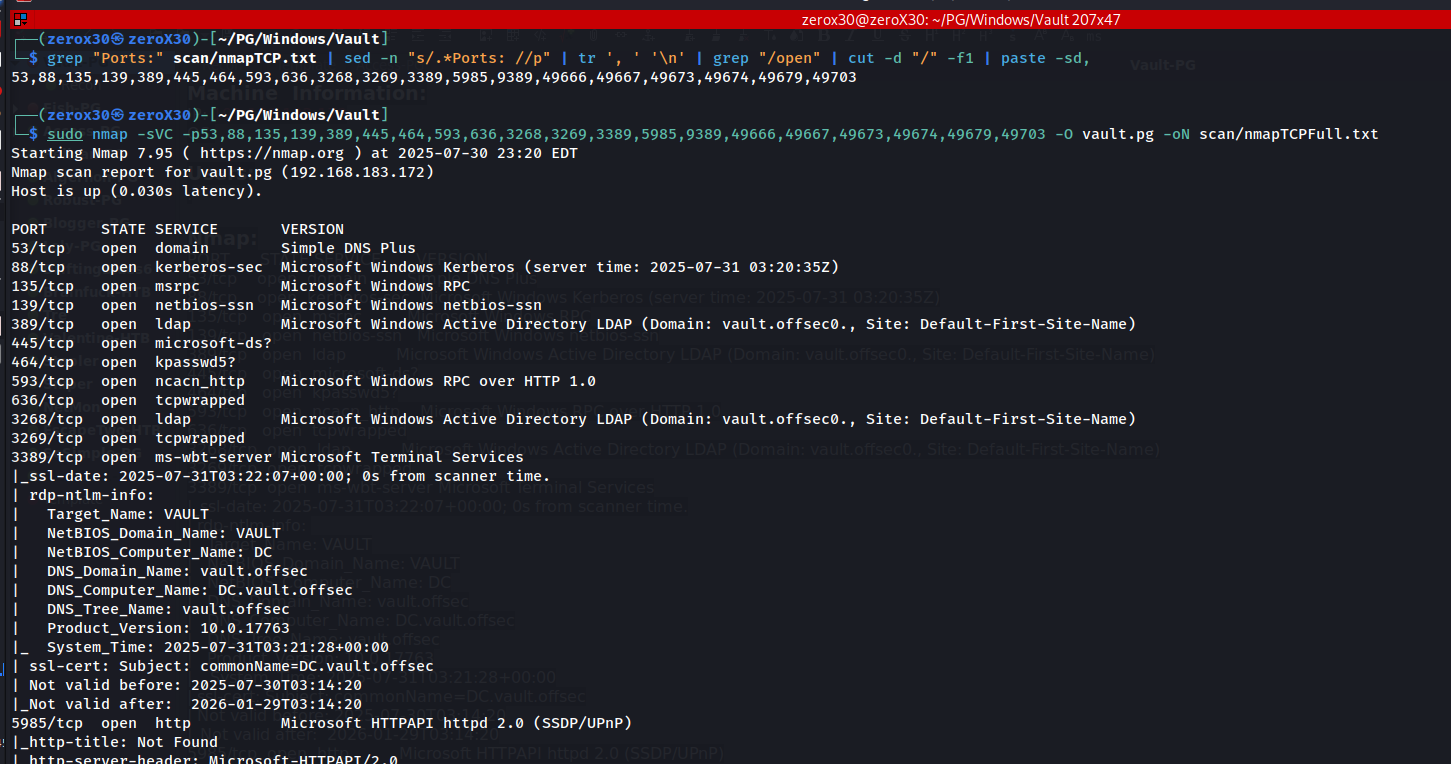 zerox30@zeroX30: ~/PG/Windows/Vault 207x47
┌──(zerox30㉿zeroX30)-[~/PG/Windows/Vault]
└─$ grep "Ports:" scan/nmapTCP.txt | sed -n "s/.*Ports: //p" | tr ', ' '\n' | grep "/open" | cut -d "/" -f1 | paste -sd,
53,88,135,139,389,445,464,593,636,3268,3269,3389,5985,9389,49666,49667,49673,49674,49679,49703
┌──(zerox30㉿zeroX30)-[~/PG/Windows/Vault]
└─$ sudo nmap -sVC -p53,88,135,139,389,445,464,593,636,3268,3269,3389,5985,9389,49666,49667,49673,49674,49679,49703 -O vault.pg -oN scan/nmapTCPFull.txt
Starting Nmap 7.95 ( https://nmap.org ) at 2025-07-30 23:20 EDT
Nmap scan report for vault.pg (192.168.183.172)
Host is up (0.030s latency).
PORT      STATE SERVICE       VERSION
53/tcp    open  domain        Simple DNS Plus
88/tcp    open  kerberos-sec  Microsoft Windows Kerberos (server time: 2025-07-31 03:20:35Z)
135/tcp   open  msrpc         Microsoft Windows RPC
139/tcp   open  netbios-ssn   Microsoft Windows netbios-ssn
389/tcp   open  ldap          Microsoft Windows Active Directory LDAP (Domain: vault.offsec0., Site: Default-First-Site-Name)
445/tcp   open  microsoft-ds?
464/tcp   open  kpasswd5?
593/tcp   open  ncacn_http    Microsoft Windows RPC over HTTP 1.0
636/tcp   open  tcpwrapped
3268/tcp  open  ldap          Microsoft Windows Active Directory LDAP (Domain: vault.offsec0., Site: Default-First-Site-Name)
3269/tcp  open  tcpwrapped
3389/tcp  open  ms-wbt-server Microsoft Terminal Services
|_ssl-date: 2025-07-31T03:22:07+00:00; 0s from scanner time.
| rdp-ntlm-info:
|   Target_Name: VAULT
|   NetBIOS_Domain_Name: VAULT
|   NetBIOS_Computer_Name: DC
|   DNS_Domain_Name: vault.offsec
|   DNS_Computer_Name: DC.vault.offsec
|   DNS_Tree_Name: vault.offsec
|   Product_Version: 10.0.17763
|_  System_Time: 2025-07-31T03:21:28+00:00
| ssl-cert: Subject: commonName=DC.vault.offsec
| Not valid before: 2025-07-30T03:14:20
|_Not valid after:  2026-01-29T03:14:20
5985/tcp  open  http          Microsoft HTTPAPI httpd 2.0 (SSDP/UPnP)
|_http-title: Not Found
|_http-server-header: Microsoft-HTTPAPI/2.0